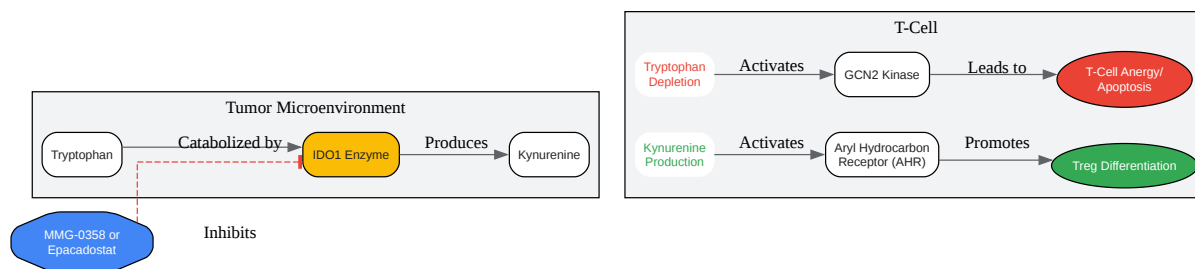 Tumor Microenvironment
Tryptophan
Catabolized by
IDO1 Enzyme
Produces
Kynurenine
MMG-0358 or
Epacadostat
Inhibits
T-Cell
Tryptophan
Depletion
Activates
GCN2 Kinase
Leads to
T-Cell Anergy/
Apoptosis
Kynurenine
Production
Activates
Aryl Hydrocarbon
Receptor (AHR)
Promotes
Treg Differentiation